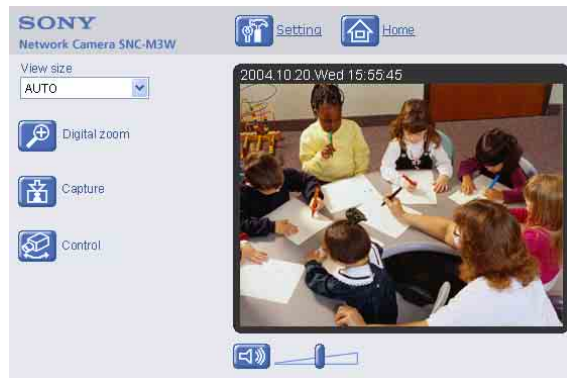 SONY
Network Camera SNC-M3W
Setting
Home
View size
AUTO
Digital zoom
Capture
Control
2004.10.20.Wed 15:55:45